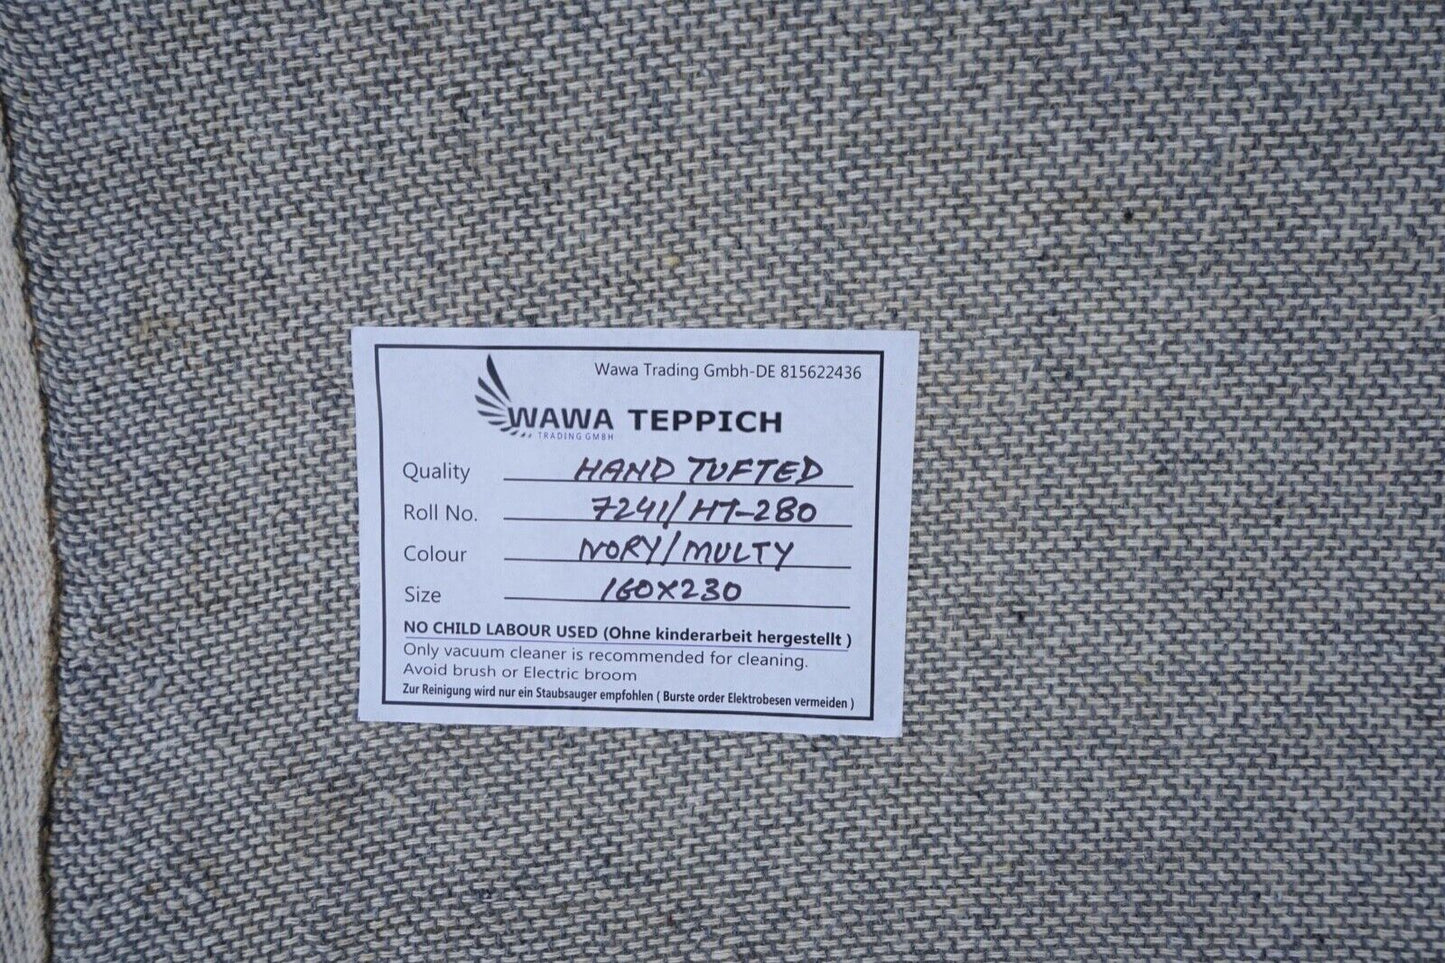 Wawa Trading Gmbh-DE 815622436
WAWA TEPPICH
TRADING GMBH
Quality HAND TUFTED
Roll No. 7241/HT-280
Colour IVORY/MULTY
Size 160x230
NO CHILD LABOUR USED (Ohne kinderarbeit hergestellt )
Only vacuum cleaner is recommended for cleaning.
Avoid brush or Electric broom
Zur Reinigung wird nur ein Staubsauger empfohlen ( Burste order Elektrobesen vermeiden )